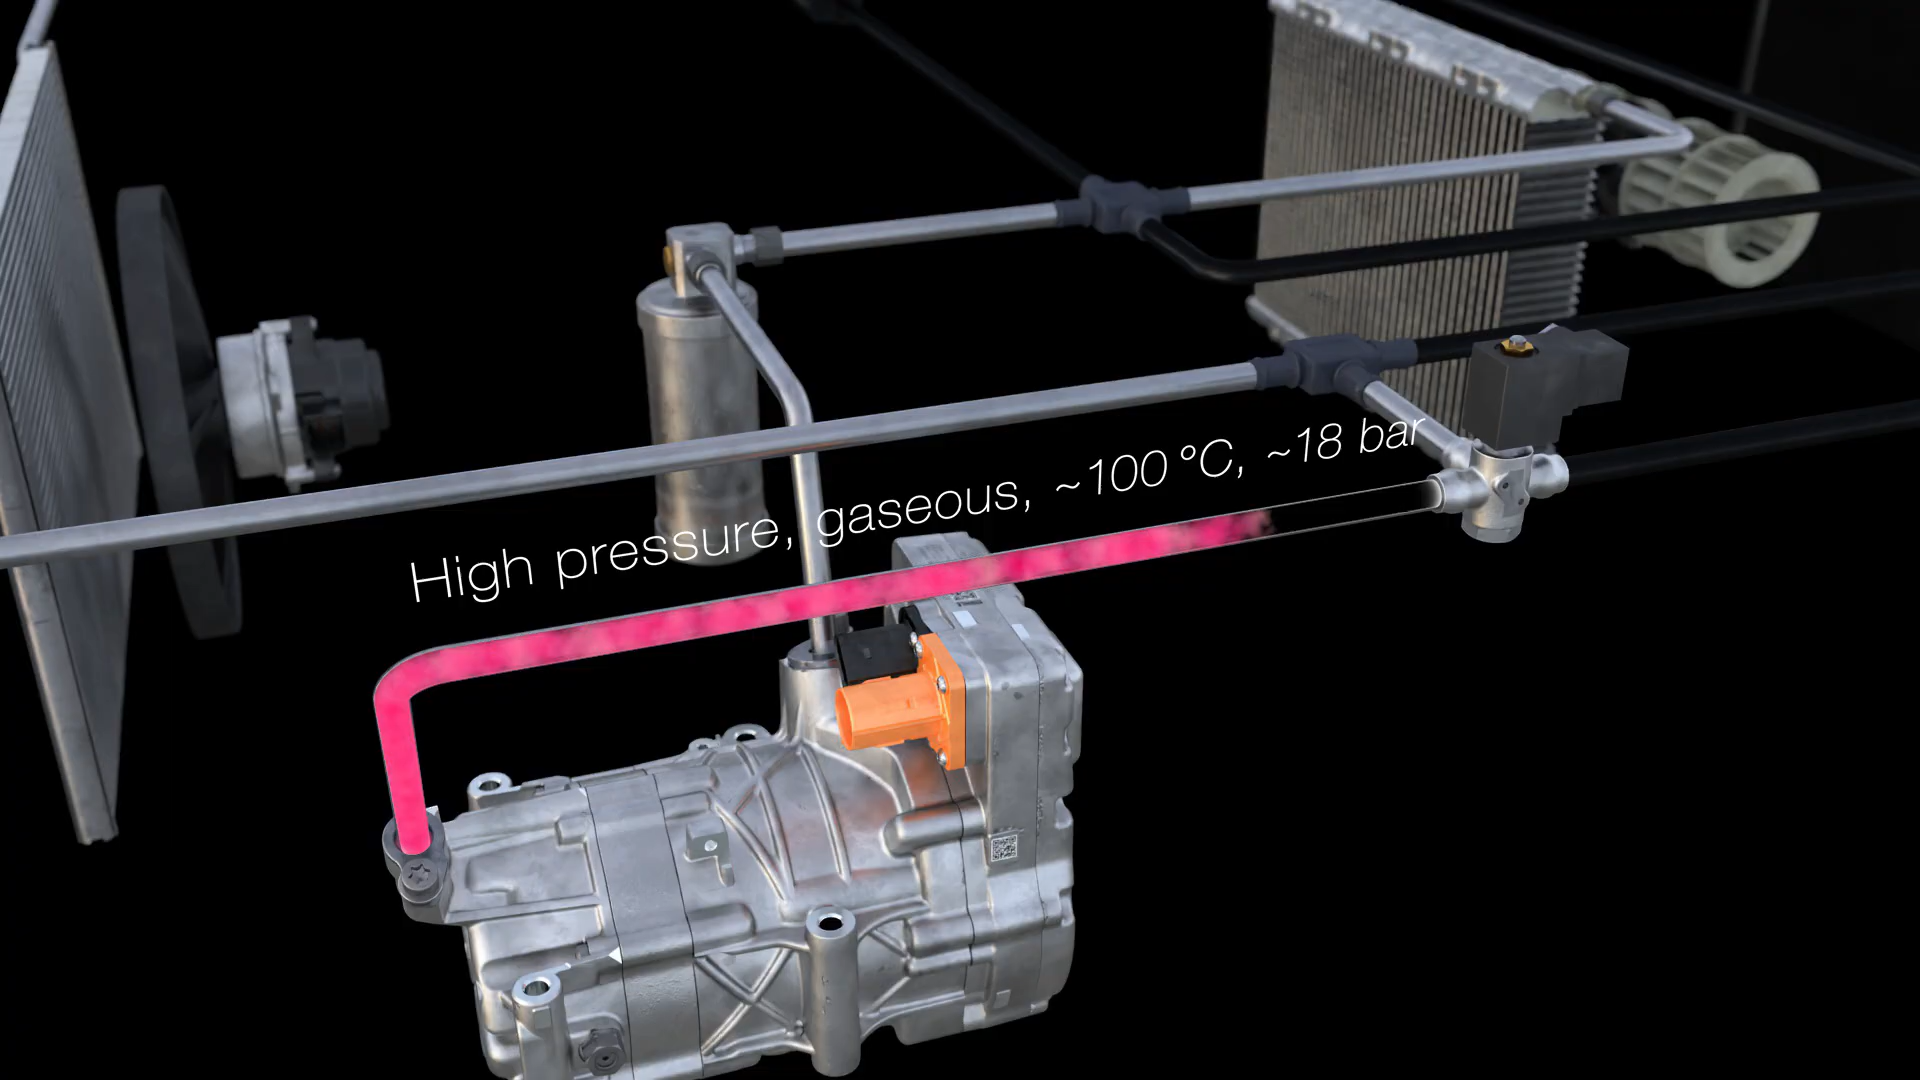 High pressure, gaseous, ~100 °C, ~18 bar